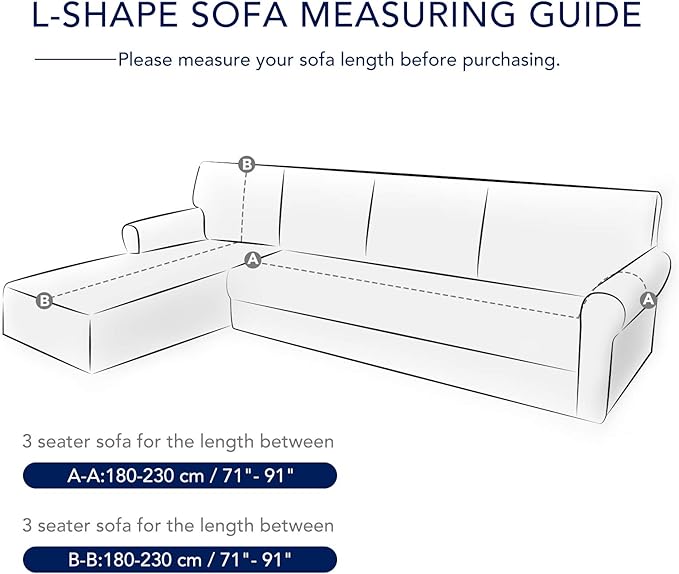 L-SHAPE SOFA MEASURING GUIDE
Please measure your sofa length before purchasing.
B
A
B
A
3 seater sofa for the length between
A-A:180-230 cm / 71"- 91"
3 seater sofa for the length between
B-B:180-230 cm / 71"- 91"